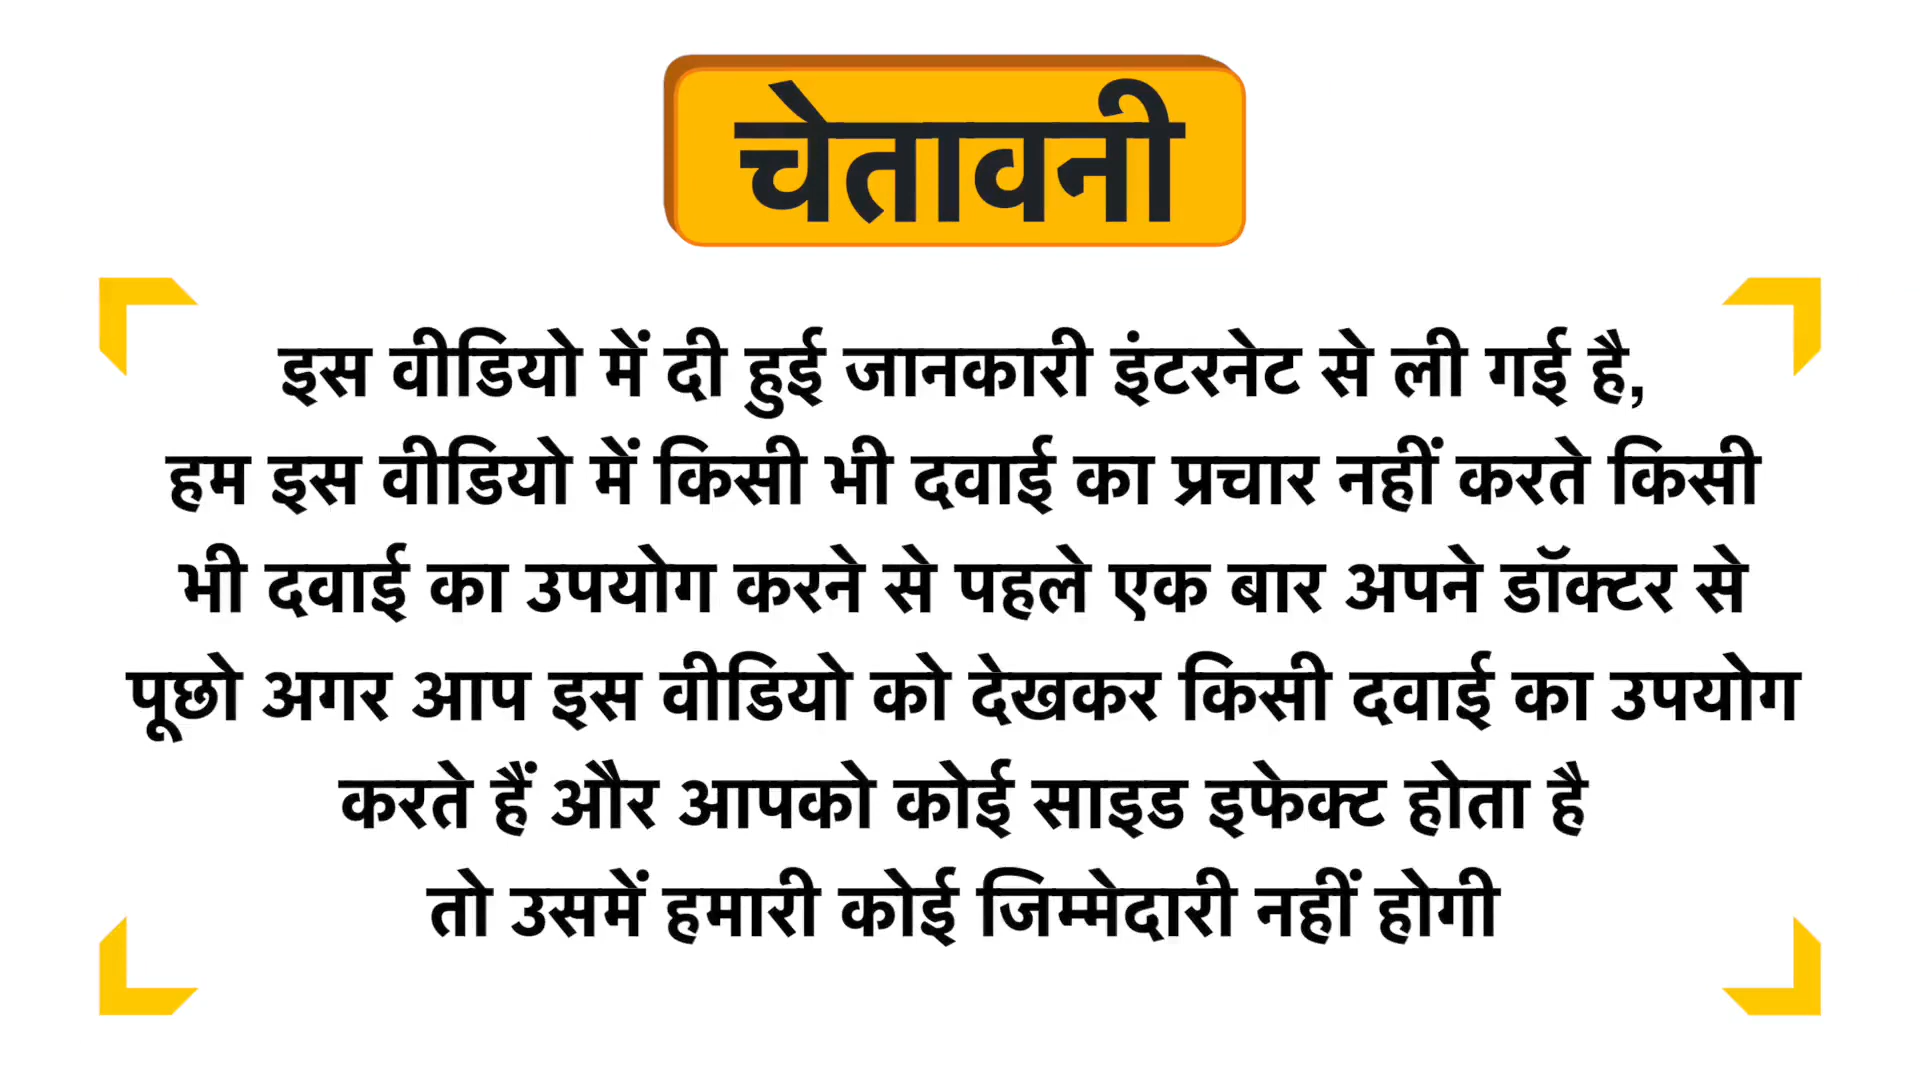 चेतावनी
इस वीडियो में दी हुई जानकारी इंटरनेट से ली गई है,
हम इस वीडियो में किसी भी दवाई का प्रचार नहीं करते किसी
भी दवाई का उपयोग करने से पहले एक बार अपने डॉक्टर से
पूछो अगर आप इस वीडियो को देखकर किसी दवाई का उपयोग
करते हैं और आपको कोई साइड इफेक्ट होता है
तो उसमें हमारी कोई जिम्मेदारी नहीं होगी